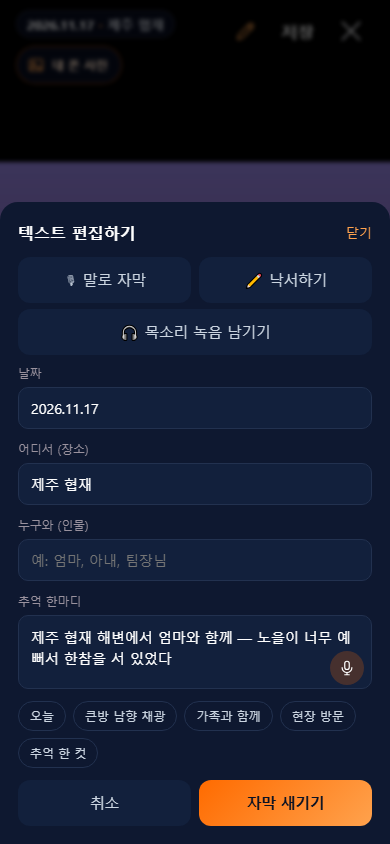 2026.11.17 · 제주 협재
저장
내 폰 사진
텍스트 편집하기
닫기
🎙 말로 자막
✏️ 낙서하기
🎧 목소리 녹음 남기기
날짜
2026.11.17
어디서 (장소)
제주 협재
누구와 (인물)
예: 엄마, 아내, 팀장님
추억 한마디
제주 협재 해변에서 엄마와 함께 — 노을이 너무 예
뻐서 한참을 서 있었다
오늘
큰방 남향 채광
가족과 함께
현장 방문
추억 한 컷
취소
자막 새기기